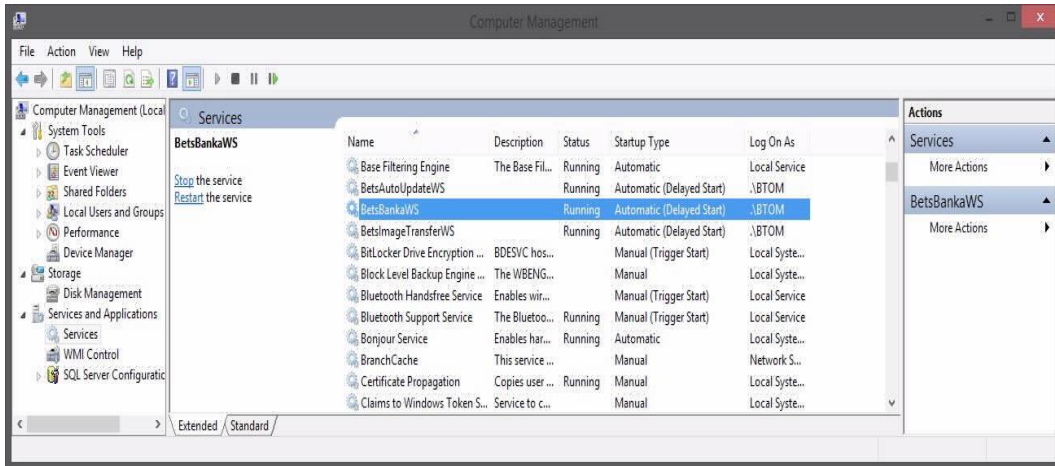 Computer Management
X
File Action View Help
Computer Management (Local
System Tools
Task Scheduler
Event Viewer
Shared Folders
Local Users and Groups
Performance
Device Manager
Storage
Disk Management
Services and Applications
Services
WMI Control
SQL Server Configuratic
Services
BetsBankaWS
Stop the service
Restart the service
Name Description Status Startup Type Log On As
Base Filtering Engine The Base Fil... Running Automatic Local Service
BetsAutoUpdateWS Running Automatic (Delayed Start) .\BTOM
BetsBankaWS Running Automatic (Delayed Start) .\BTOM
BetsImageTransferWS Running Automatic (Delayed Start) .\BTOM
BitLocker Drive Encryption ... BDESVC hos... Manual (Trigger Start) Local Syste...
Block Level Backup Engine ... The WBENG... Manual Local Syste...
Bluetooth Handsfree Service Enables wir... Manual (Trigger Start) Local Service
Bluetooth Support Service The Bluetoo... Running Manual (Trigger Start) Local Service
Bonjour Service Enables har... Running Automatic Local Syste...
BranchCache This service ... Manual Network S...
Certificate Propagation Copies user ... Running Manual Local Syste...
Claims to Windows Token S... Service to c... Manual Local Syste...
Extended Standard
Actions
Services
More Actions
BetsBankaWS
More Actions